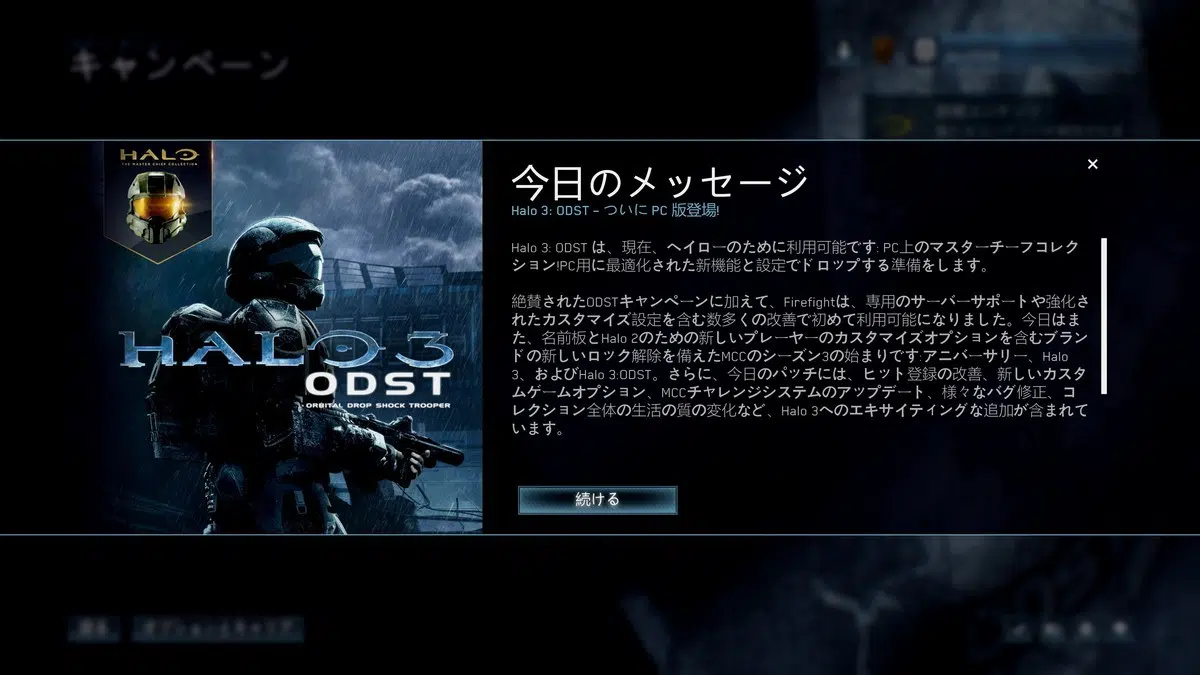 キャンペーン
HALO
THE MASTER CHIEF COLLECTION
HALO 3
ODST
ORBITAL DROP SHOCK TROOPER
今日のメッセージ
×
Halo 3: ODST – ついに PC 版登場!
Halo 3: ODST は、現在、ヘイローのために利用可能です: PC上のマスターチーフコレク
ション!PC用に最適化された新機能と設定でドロップする準備をします。
絶賛されたODSTキャンペーンに加えて、Firefightは、専用のサーバーサポートや強化さ
れたカスタマイズ設定を含む数多くの改善で初めて利用可能になりました。今日はま
た、名前板とHalo 2のための新しいプレーヤーのカスタマイズオプションを含むブラン
ドの新しいロック解除を備えたMCCのシーズン3の始まりです:アニバーサリー、Halo
3、およびHalo 3:ODST。さらに、今日のパッチには、ヒット登録の改善、新しいカスタ
ムゲームオプション、MCCチャレンジシステムのアップデート、様々なバグ修正、コ
レクション全体の生活の質の変化など、Halo 3へのエキサイティングな追加が含まれて
います。
続ける